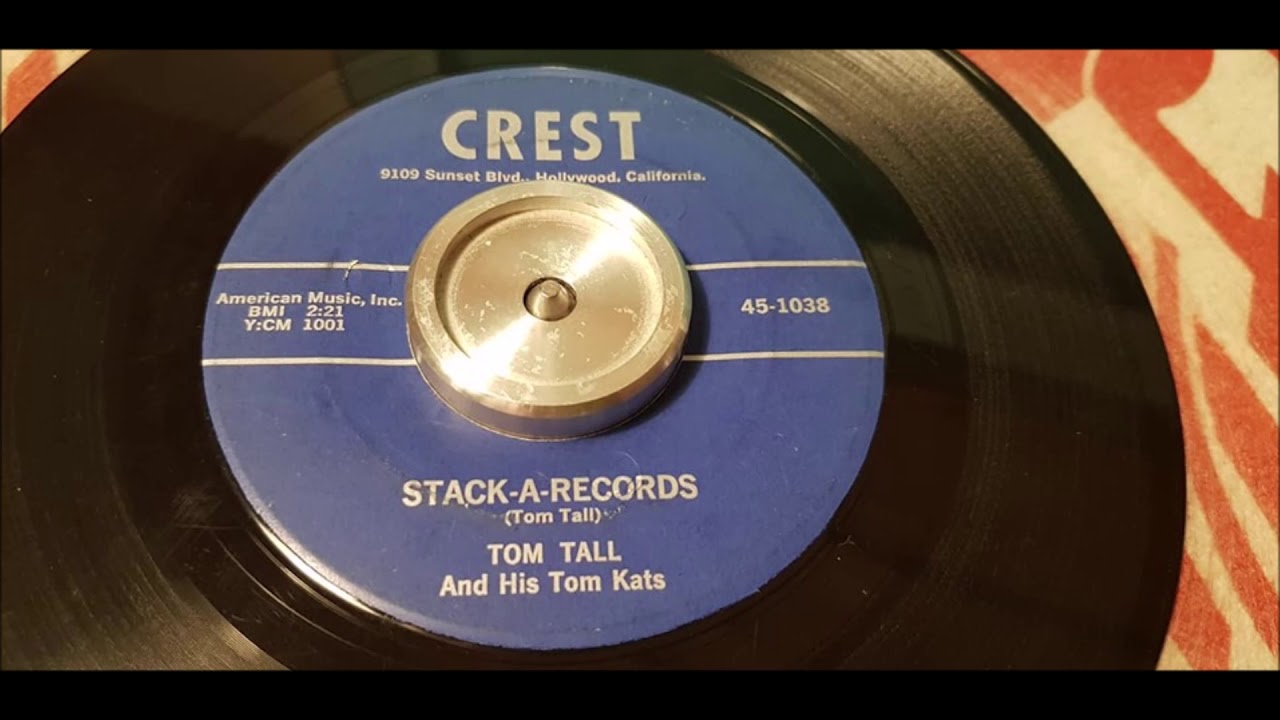 CREST
9109 Sunset Blvd., Hollywood, California.
American Music, Inc.
BMI 2:21
Y:CM 1001
45-1038
STACK-A-RECORDS
(Tom Tall)
TOM TALL
And His Tom Kats